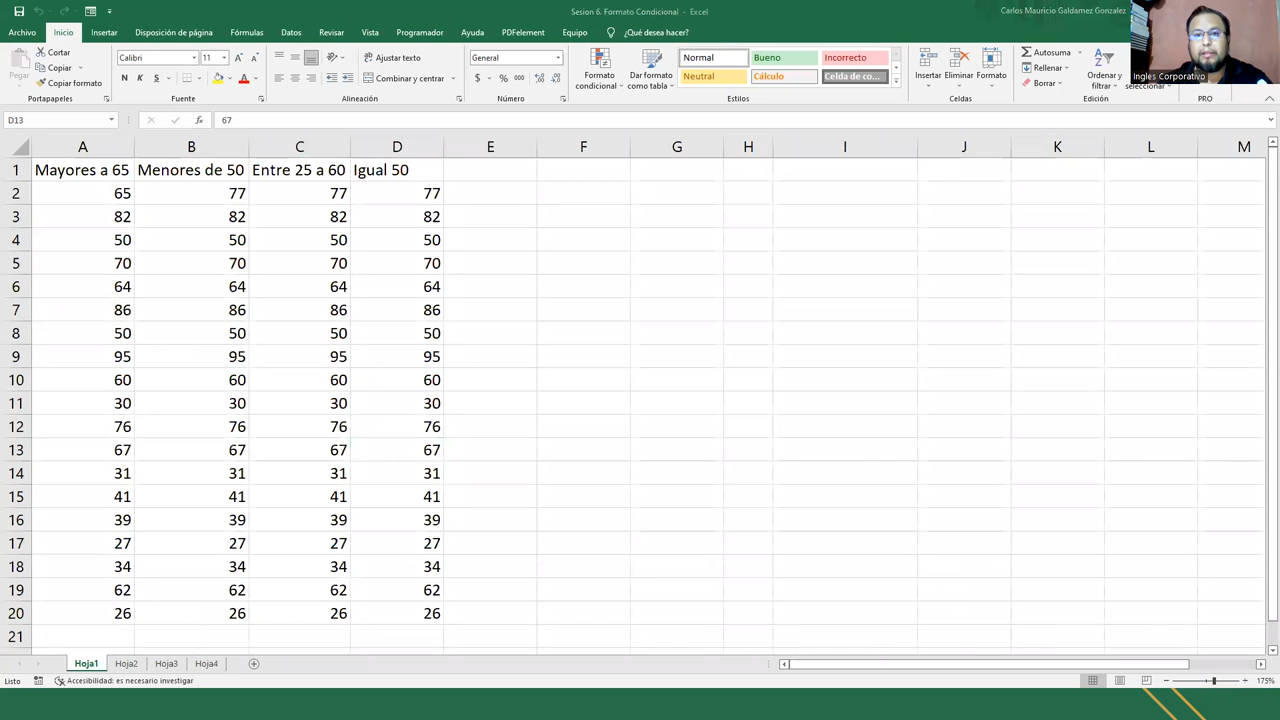 Sesion 6. Formato Condicional - Excel
Carlos Mauricio Galdamez Gonzalez
Archivo Inicio Insertar Disposición de página Fórmulas Datos Revisar Vista Programador Ayuda PDFelement Equipo ¿Qué desea hacer?
Pegar
Cortar
Copiar
Copiar formato
Portapapeles
Calibri 11
N K S
Fuente
Ajustar texto
Combinar y centrar
Alineación
General
$ % 000
Número
Formato condicional
Dar formato como tabla
Normal Bueno Incorrecto
Neutral Cálculo Celda de co...
Estilos
Insertar Eliminar Formato
Celdas
Autosuma
Rellenar
Borrar
Ordenar y filtrar
seleccionar
Edición
PRO
Ingles Corporativo
D13 fx 67
A B C D E F G H I J K L M
1 Mayores a 65 Menores de 50 Entre 25 a 60 Igual 50
2 65 77 77 77
3 82 82 82 82
4 50 50 50 50
5 70 70 70 70
6 64 64 64 64
7 86 86 86 86
8 50 50 50 50
9 95 95 95 95
10 60 60 60 60
11 30 30 30 30
12 76 76 76 76
13 67 67 67 67
14 31 31 31 31
15 41 41 41 41
16 39 39 39 39
17 27 27 27 27
18 34 34 34 34
19 62 62 62 62
20 26 26 26 26
21
Hoja1 Hoja2 Hoja3 Hoja4
Listo Accesibilidad: es necesario investigar 175%